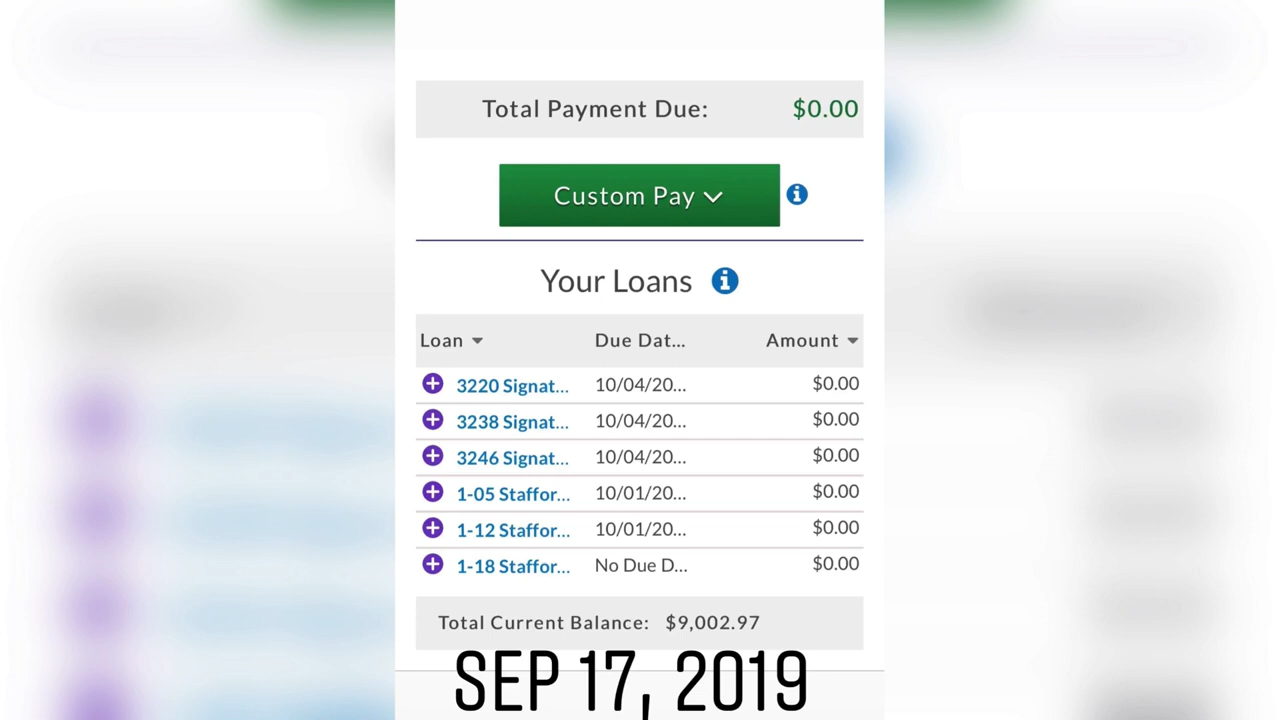 Total Payment Due: $0.00
Custom Pay
Your Loans
Loan Due Dat... Amount
3220 Signat... 10/04/20... $0.00
3238 Signat... 10/04/20... $0.00
3246 Signat... 10/04/20... $0.00
1-05 Staffor... 10/01/20... $0.00
1-12 Staffor... 10/01/20... $0.00
1-18 Staffor... No Due D... $0.00
Total Current Balance: $9,002.97
SEP 17, 2019